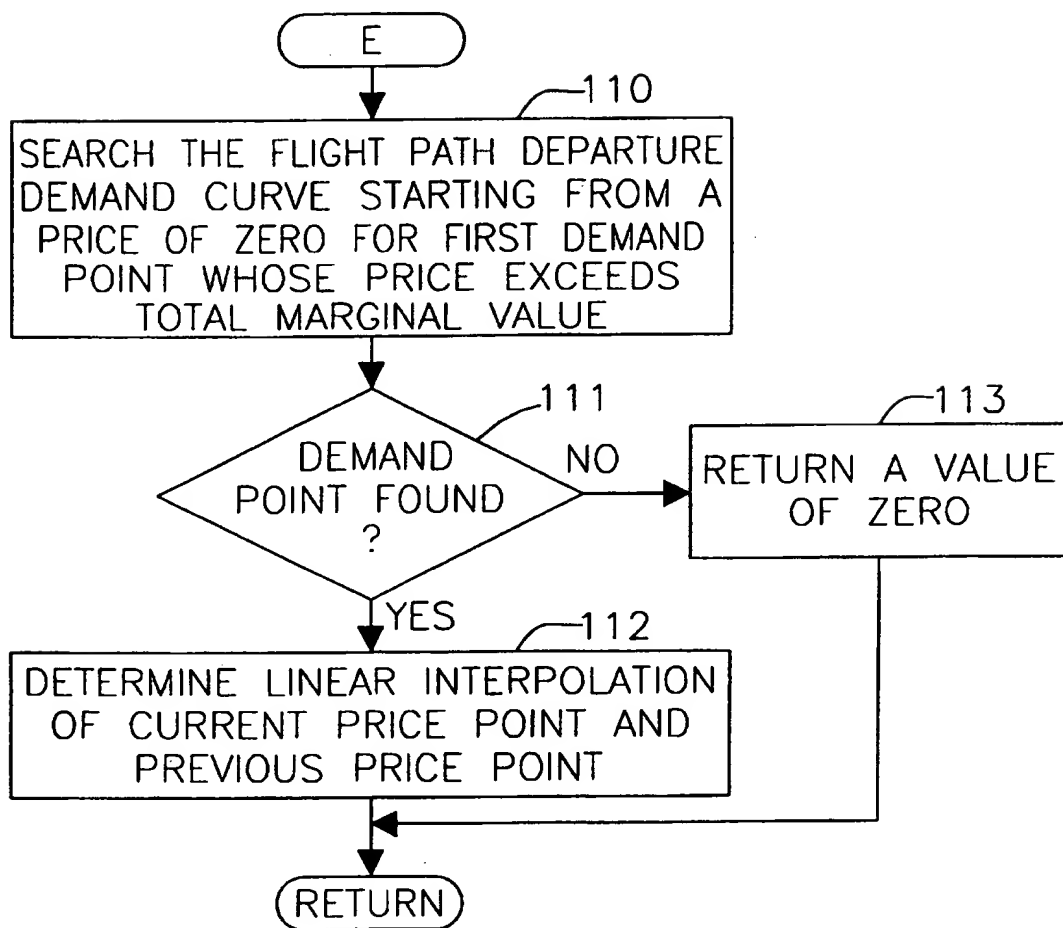 E
110
SEARCH THE FLIGHT PATH DEPARTURE
DEMAND CURVE STARTING FROM A
PRICE OF ZERO FOR FIRST DEMAND
POINT WHOSE PRICE EXCEEDS
TOTAL MARGINAL VALUE
111
DEMAND
POINT FOUND
?
NO
113
RETURN A VALUE
OF ZERO
YES
112
DETERMINE LINEAR INTERPOLATION
OF CURRENT PRICE POINT AND
PREVIOUS PRICE POINT
RETURN